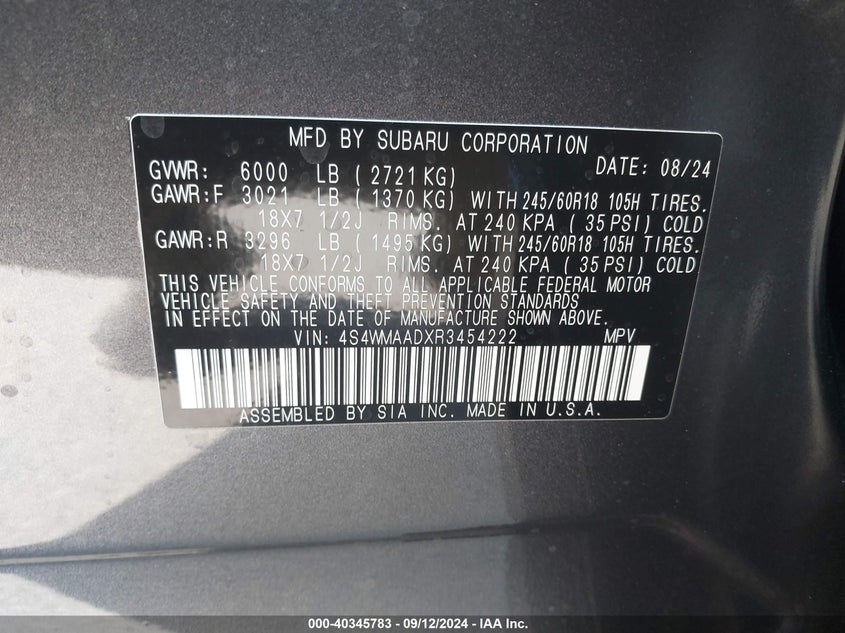 MFD BY SUBARU CORPORATION
GVWR: 6000 LB ( 2721 KG) DATE: 08/24
GAWR:F 3021 LB ( 1370 KG) WITH 245/60R18 105H TIRES.
18X7 1/2J RIMS. AT 240 KPA ( 35 PSI) COLD
GAWR:R 3296 LB ( 1495 KG) WITH 245/60R18 105H TIRES.
18X7 1/2J RIMS. AT 240 KPA ( 35 PSI) COLD
THIS VEHICLE CONFORMS TO ALL APPLICABLE FEDERAL MOTOR
VEHICLE SAFETY AND THEFT PREVENTION STANDARDS
IN EFFECT ON THE DATE OF MANUFACTURE SHOWN ABOVE.
VIN: 4S4WMAADXR3454222 MPV
ASSEMBLED BY SIA INC. MADE IN U.S.A.
000-40345783 - 09/12/2024 - IAA Inc.